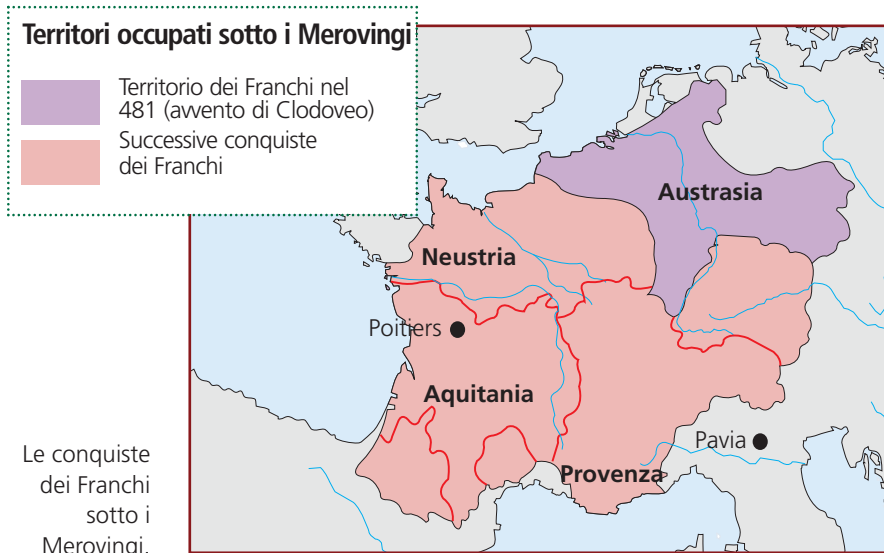 Territori occupati sotto i Merovingi
Territorio dei Franchi nel
481 (avvento di Clodoveo)
Successive conquiste
dei Franchi
Austrasia
Neustria
Poitiers
Aquitania
Pavia
Provenza
Le conquiste
dei Franchi
sotto i
Merovingi.